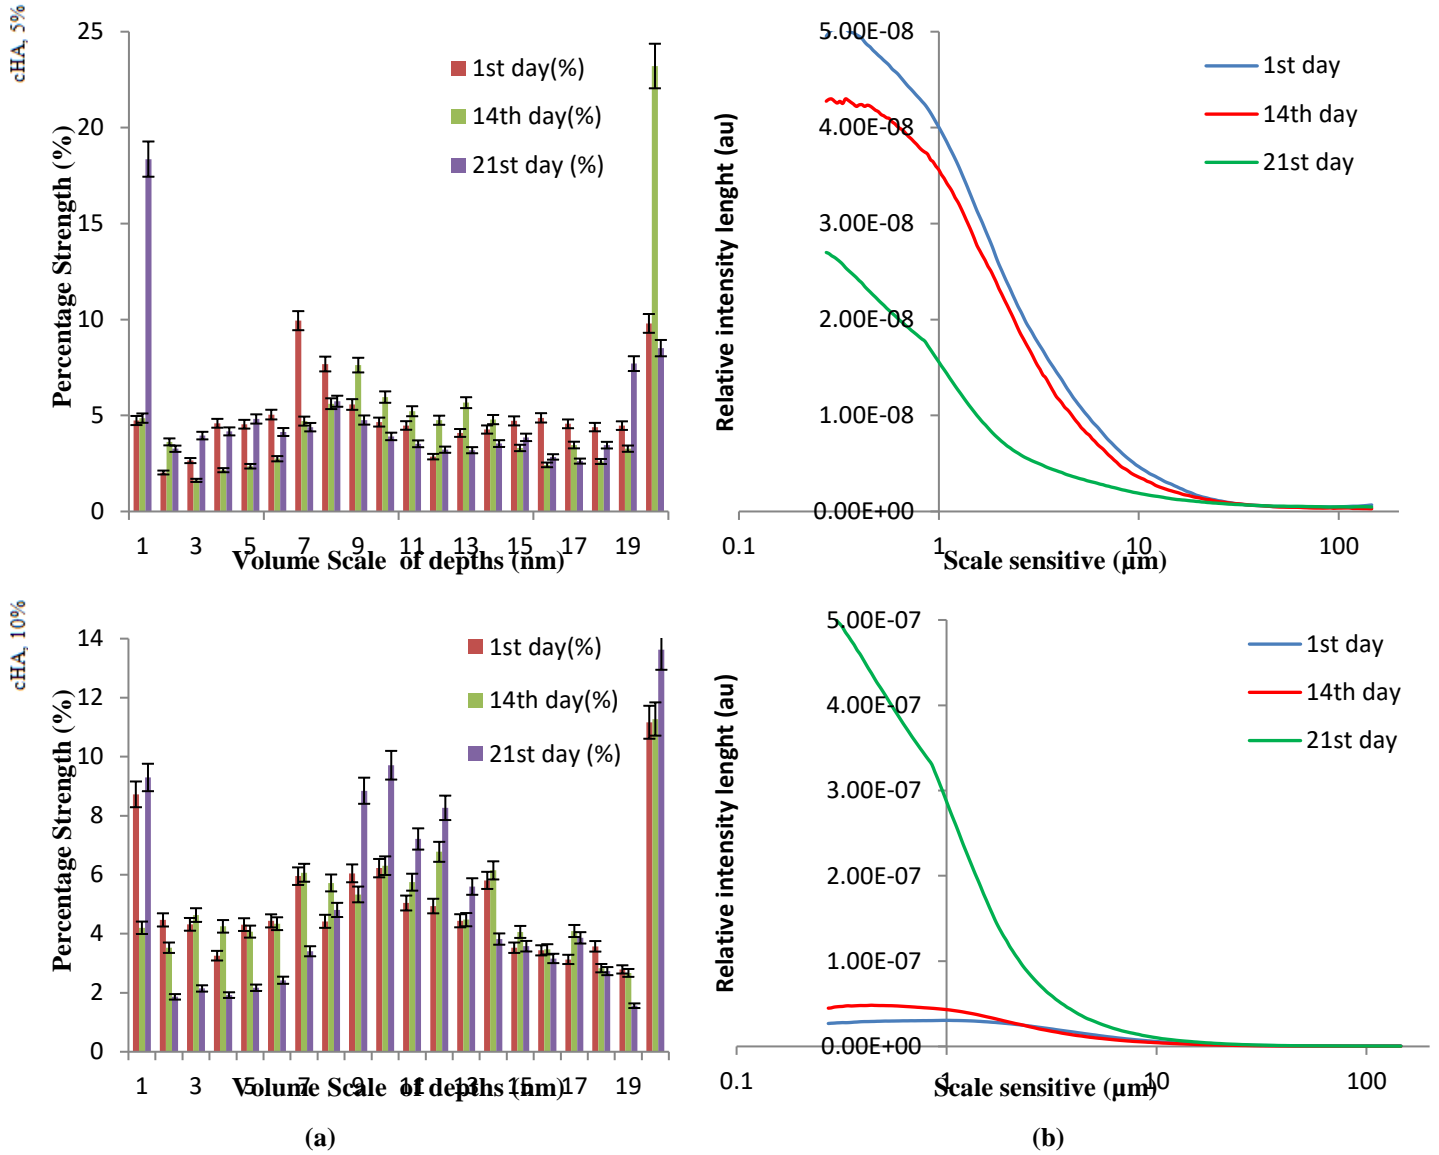 cHA, 5%
Percentage Strength (%)
25
20
15
10
5
0
1st day(%)
14th day(%)
21st day (%)
1 3 5 7 9 11 13 15 17 19
Volume Scale of depths (nm)
Relative intensity lenght (au)
5.00E-08
4.00E-08
3.00E-08
2.00E-08
1.00E-08
0.00E+00
1st day
14th day
21st day
0.1 1 10 100
Scale sensitive (µm)
cHA, 10%
Percentage Strength (%)
14
12
10
8
6
4
2
0
1st day(%)
14th day(%)
21st day (%)
1 3 5 7 9 11 13 15 17 19
Volume Scale of depths (nm)
Relative intensity lenght (au)
5.00E-07
4.00E-07
3.00E-07
2.00E-07
1.00E-07
0.00E+00
1st day
14th day
21st day
0.1 1 10 100
Scale sensitive (µm)
(a) (b)